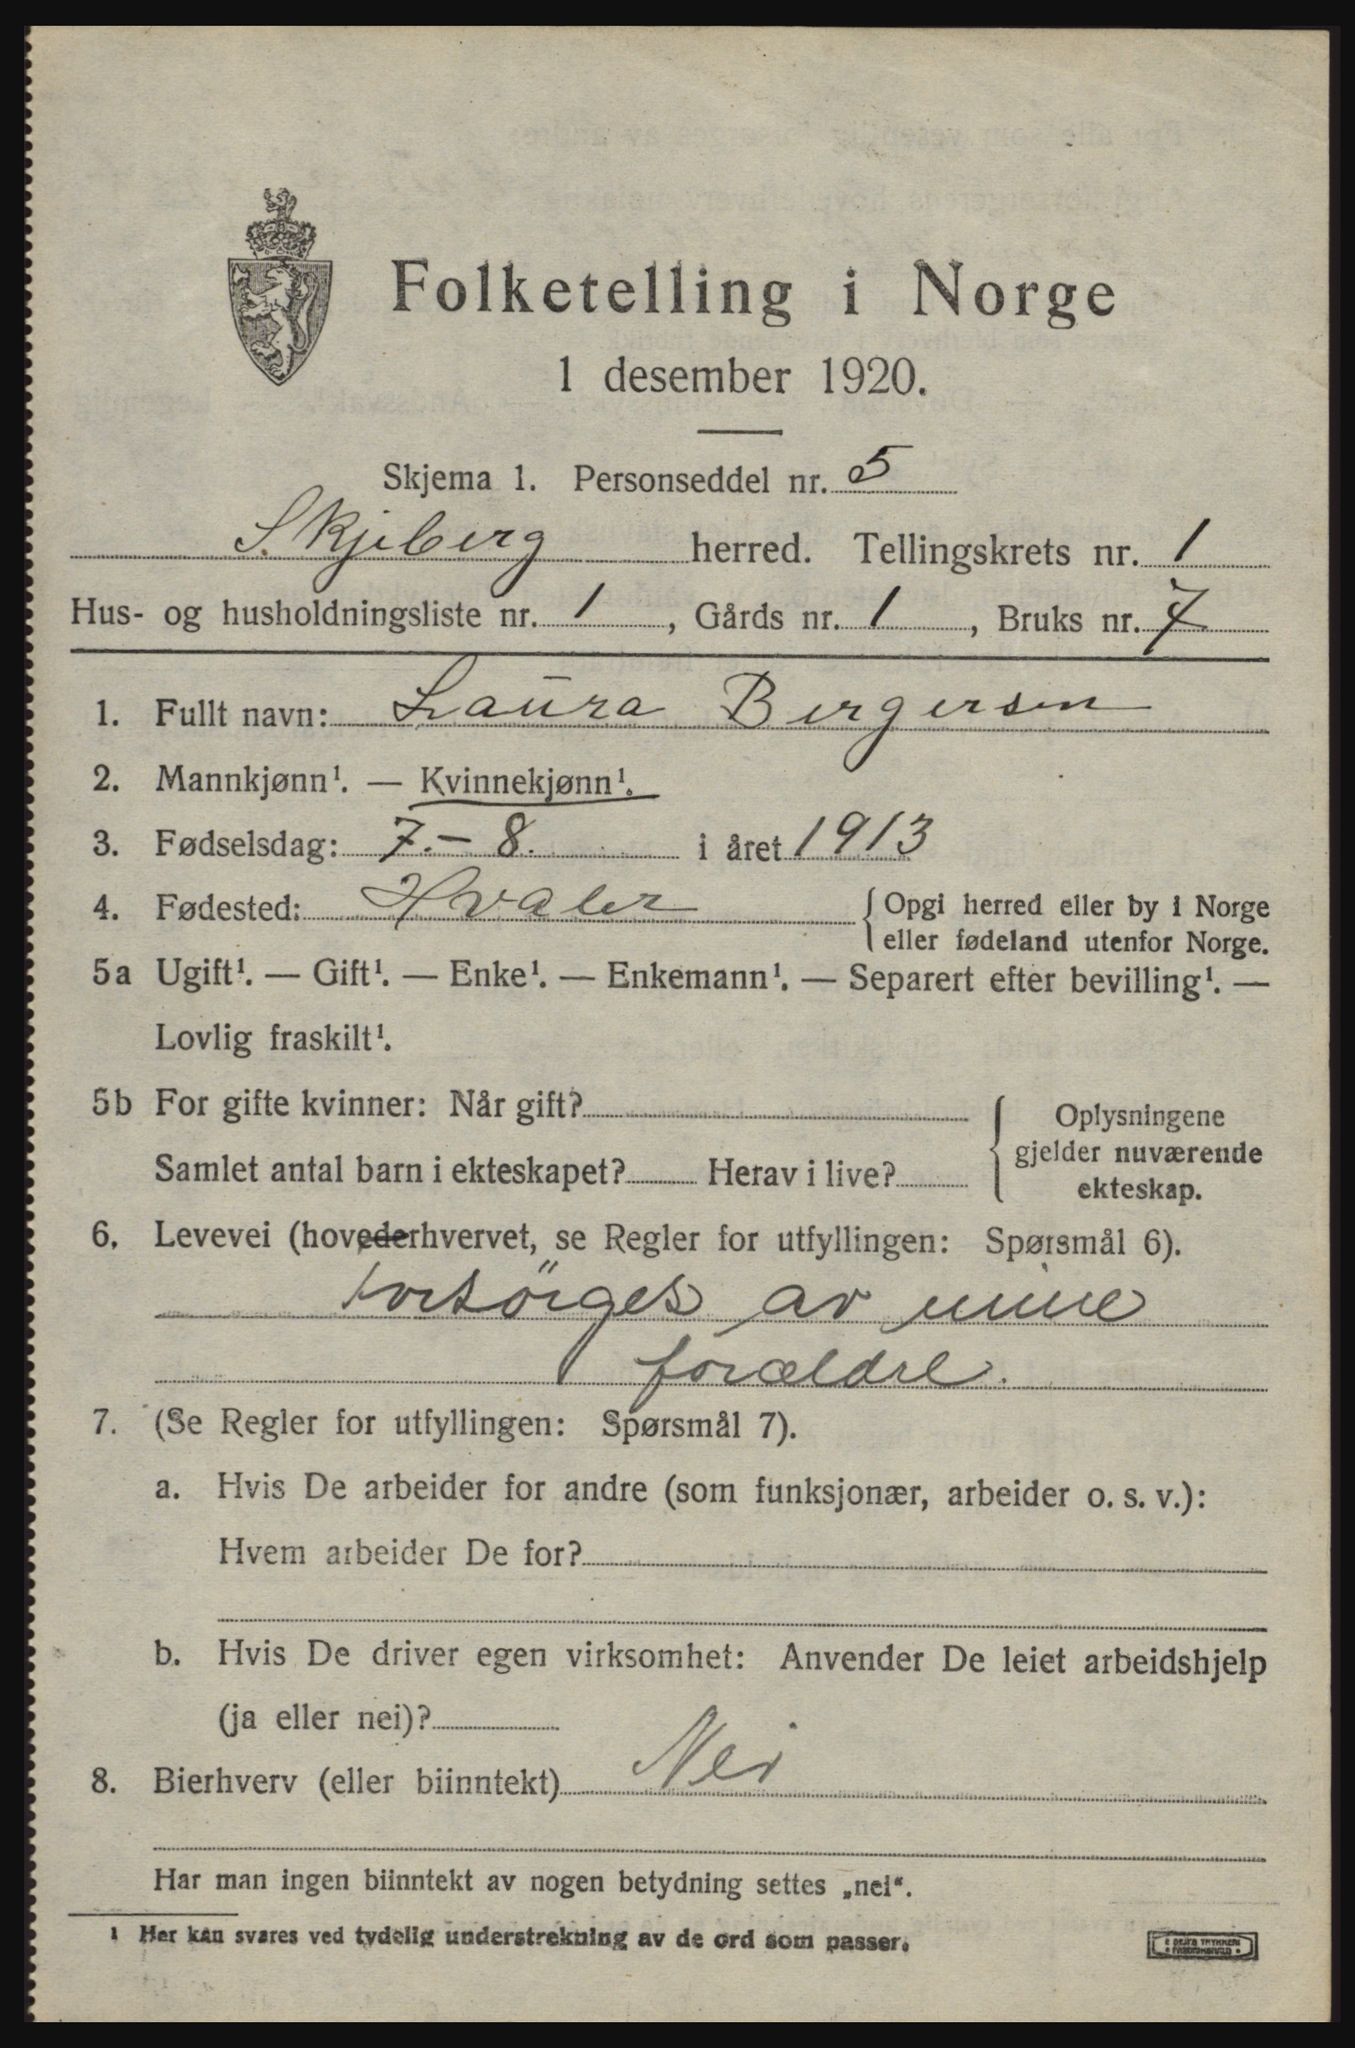 Folketelling i Norge
1 desember 1920.
Skjema 1. Personseddel nr. 5
Skjeberg herred. Tellingskrets nr. 1
Hus- og husholdningsliste nr. 1, Gårds nr. 1, Bruks nr. 7
1. Fullt navn: Laura Bergersen
2. Mannkjønn¹. — Kvinnekjønn¹.
3. Fødselsdag: 7. – 8. i året 1913
4. Fødested: Hvaler { Opgi herred eller by i Norge
eller fødeland utenfor Norge.
5a Ugift¹. — Gift¹. — Enke¹. — Enkemann¹. — Separert efter bevilling¹. —
Lovlig fraskilt¹.
5b For gifte kvinner: Når gift? { Oplysningene
gjelder nuværende
Samlet antal barn i ekteskapet? Herav i live?
ekteskap.
6. Levevei (hovederhvervet, se Regler for utfyllingen: Spørsmål 6).
Forsörges av mine
forældre.
7. (Se Regler for utfyllingen: Spørsmål 7).
a. Hvis De arbeider for andre (som funksjonær, arbeider o. s. v.):
Hvem arbeider De for?
b. Hvis De driver egen virksomhet: Anvender De leiet arbeidshjelp
(ja eller nei)?
8. Bierhverv (eller biinntekt) Nei
Har man ingen biinntekt av nogen betydning settes „nei“.
¹ Her kan svares ved tydelig understrekning av de ord som passer.